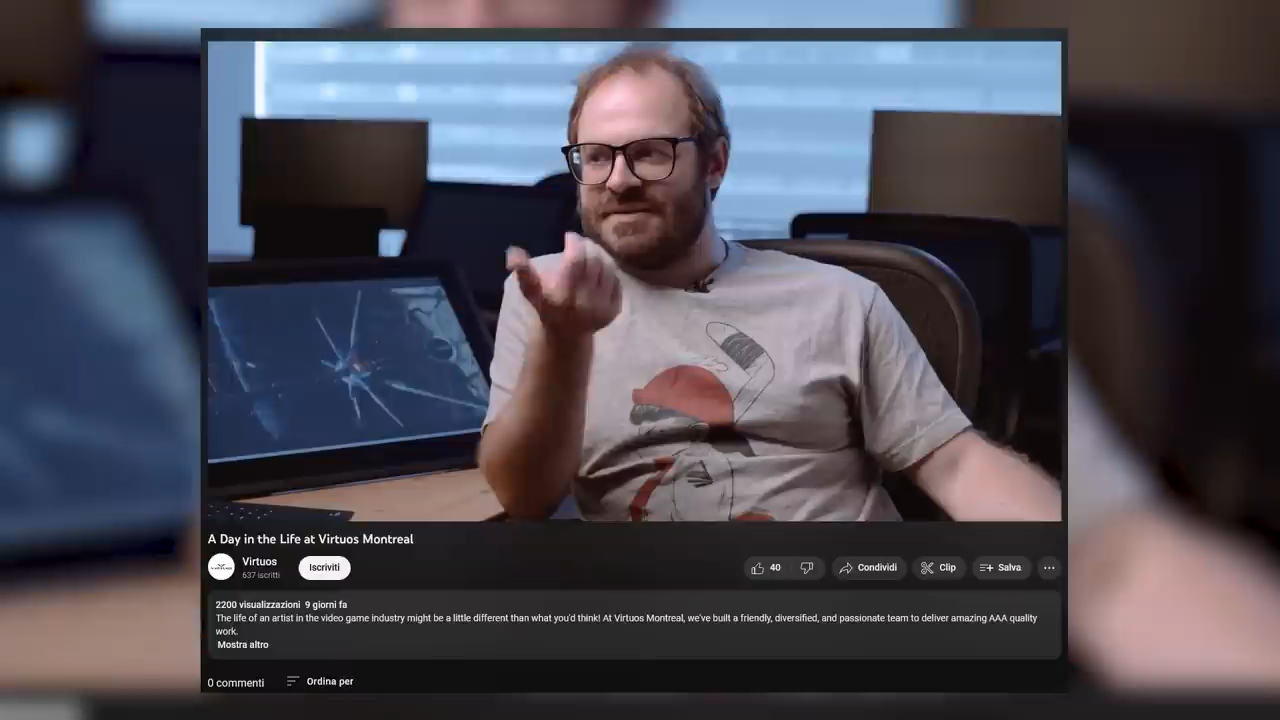 A Day in the Life at Virtuos Montreal
Virtuos
637 iscritti
Iscriviti
40
Condividi
Clip
Salva
2200 visualizzazioni 9 giorni fa
The life of an artist in the video game industry might be a little different than what you'd think! At Virtuos Montreal, we've built a friendly, diversified, and passionate team to deliver amazing AAA quality
work.
Mostra altro
0 commenti
Ordina per